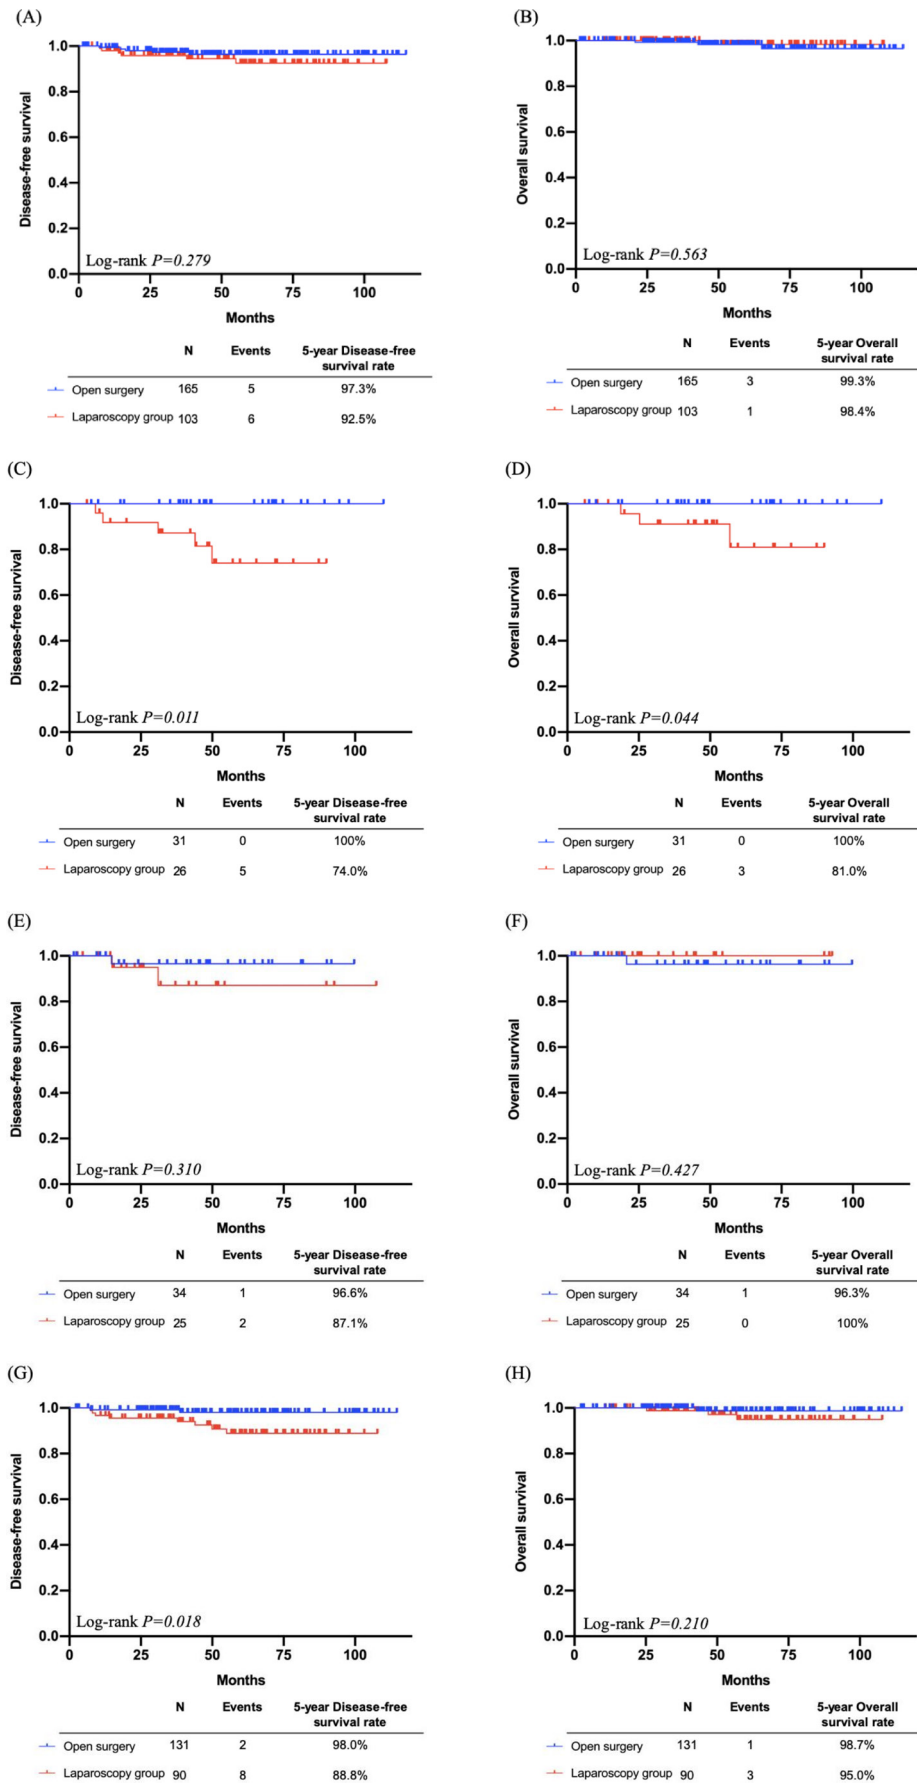 (A)
Disease-free survival
1.0
0.8
0.6
0.4
0.2
0.0
Log-rank P=0.279
0 25 50 75 100
Months
N Events 5-year Disease-free
survival rate
Open surgery 165 5 97.3%
Laparoscopy group 103 6 92.5%
(B)
Overall survival
1.0
0.8
0.6
0.4
0.2
0.0
Log-rank P=0.563
0 25 50 75 100
Months
N Events 5-year Overall
survival rate
Open surgery 165 3 99.3%
Laparoscopy group 103 1 98.4%
(C)
Disease-free survival
1.0
0.8
0.6
0.4
0.2
0.0
Log-rank P=0.011
0 25 50 75 100
Months
N Events 5-year Disease-free
survival rate
Open surgery 31 0 100%
Laparoscopy group 26 5 74.0%
(D)
Overall survival
1.0
0.8
0.6
0.4
0.2
0.0
Log-rank P=0.044
0 25 50 75 100
Months
N Events 5-year Overall
survival rate
Open surgery 31 0 100%
Laparoscopy group 26 3 81.0%
(E)
Disease-free survival
1.0
0.8
0.6
0.4
0.2
0.0
Log-rank P=0.310
0 25 50 75 100
Months
N Events 5-year Disease-free
survival rate
Open surgery 34 1 96.6%
Laparoscopy group 25 2 87.1%
(F)
Overall survival
1.0
0.8
0.6
0.4
0.2
0.0
Log-rank P=0.427
0 25 50 75 100
Months
N Events 5-year Overall
survival rate
Open surgery 34 1 96.3%
Laparoscopy group 25 0 100%
(G)
Disease-free survival
1.0
0.8
0.6
0.4
0.2
0.0
Log-rank P=0.018
0 25 50 75 100
Months
N Events 5-year Disease-free
survival rate
Open surgery 131 2 98.0%
Laparoscopy group 90 8 88.8%
(H)
Overall survival
1.0
0.8
0.6
0.4
0.2
0.0
Log-rank P=0.210
0 25 50 75 100
Months
N Events 5-year Overall
survival rate
Open surgery 131 1 98.7%
Laparoscopy group 90 3 95.0%